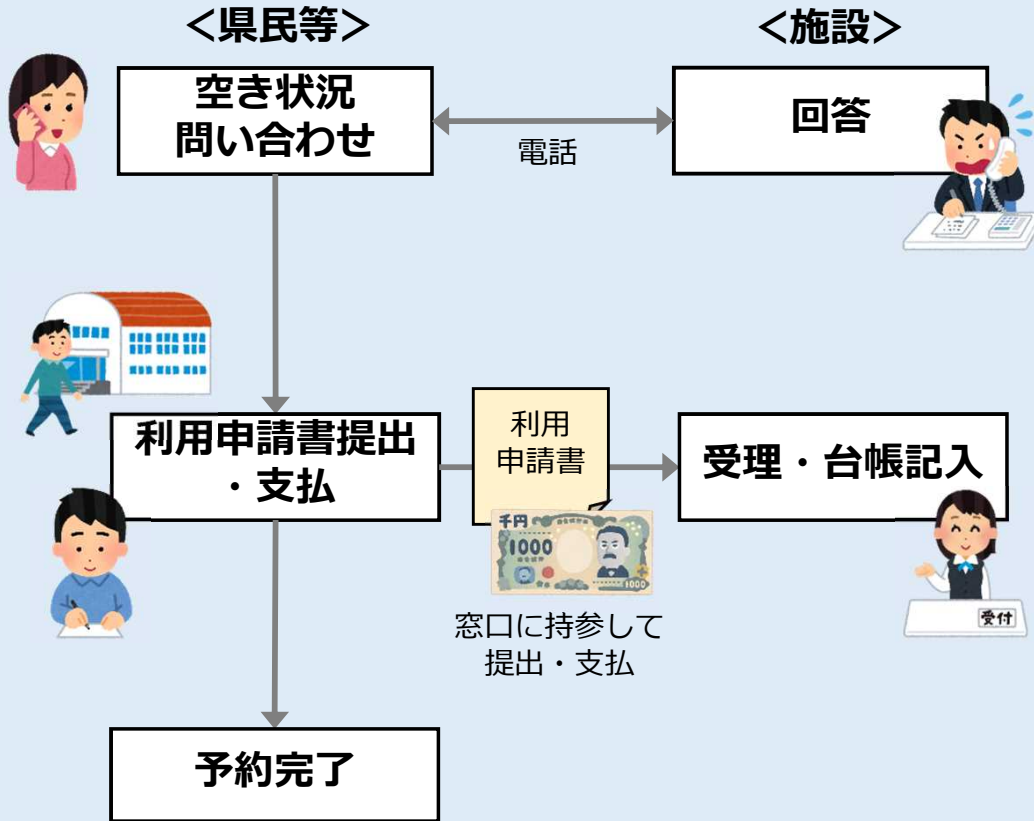 ＜県民等＞
＜施設＞
空き状況
問い合わせ
電話
回答
利用申請書提出
・支払
利用
申請書
千円
1000
1000
窓口に持参して
提出・支払
受理・台帳記入
受付
予約完了